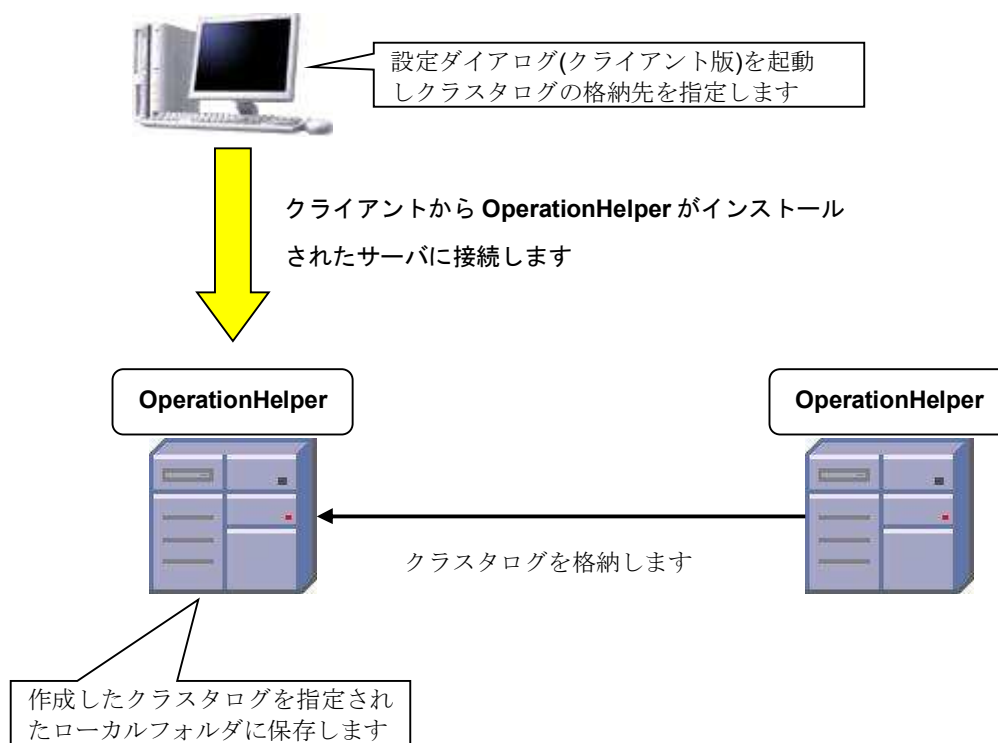 設定ダイアログ(クライアント版)を起動
しクラスタログの格納先を指定します
クライアントから OperationHelper がインストール
されたサーバに接続します
OperationHelper
OperationHelper
クラスタログを格納します
作成したクラスタログを指定され
たローカルフォルダに保存します